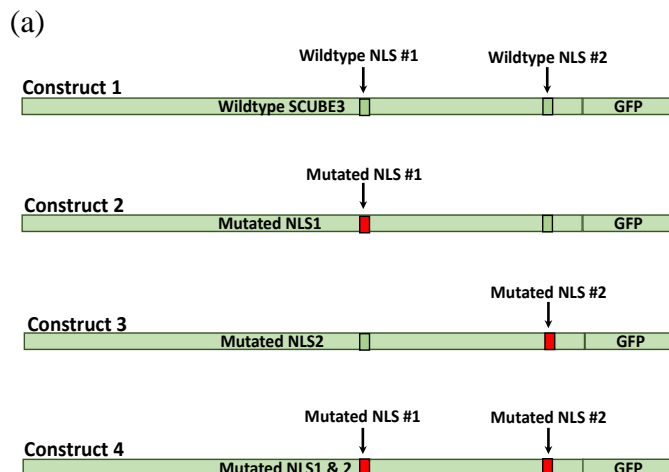 (a)
Wildtype NLS #1 Wildtype NLS #2
Construct 1
Wildtype SCUBE3 GFP
Mutated NLS #1
Construct 2
Mutated NLS1 GFP
Mutated NLS #2
Construct 3
Mutated NLS2 GFP
Mutated NLS #1 Mutated NLS #2
Construct 4
Mutated NLS1 & 2 GFP